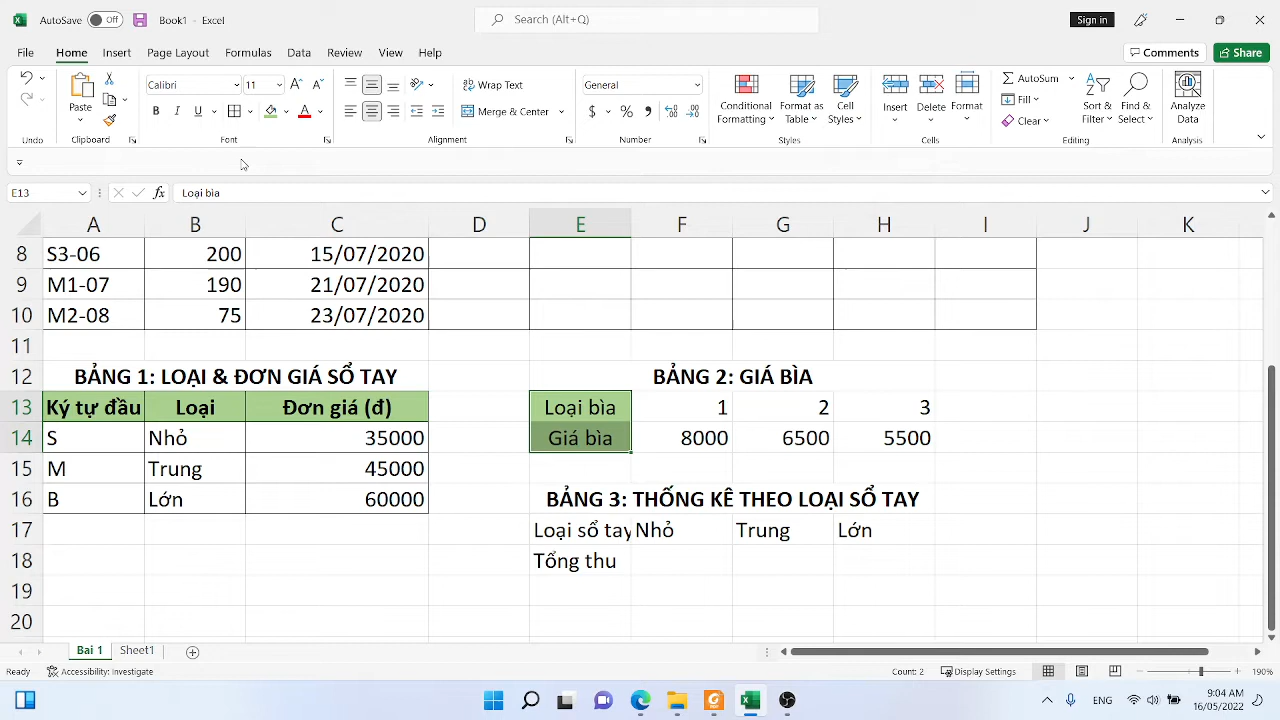 AutoSave Off Book1 - Excel Search (Alt+Q) Sign in
File Home Insert Page Layout Formulas Data Review View Help Comments Share
Calibri 11 Wrap Text General AutoSum
Paste B I U Merge & Center $ % Conditional Formatting Format as Table Cell Styles Insert Delete Format Fill Clear Sort & Filter Find & Select Analyze Data
Undo Clipboard Font Alignment Number Styles Cells Editing Analysis
E13 fx Loại bìa
A B C D E F G H I J K
8 S3-06 200 15/07/2020
9 M1-07 190 21/07/2020
10 M2-08 75 23/07/2020
11
12 BẢNG 1: LOẠI & ĐƠN GIÁ SỔ TAY BẢNG 2: GIÁ BÌA
13 Ký tự đầu Loại Đơn giá (đ) Loại bìa 1 2 3
14 S Nhỏ 35000 Giá bìa 8000 6500 5500
15 M Trung 45000
16 B Lớn 60000 BẢNG 3: THỐNG KÊ THEO LOẠI SỔ TAY
17 Loại sổ tay Nhỏ Trung Lớn
18 Tổng thu
19
20
Bai 1 Sheet1
Ready Accessibility: Investigate Count: 2 Display Settings 190%
ENG 9:04 AM
16/05/2022